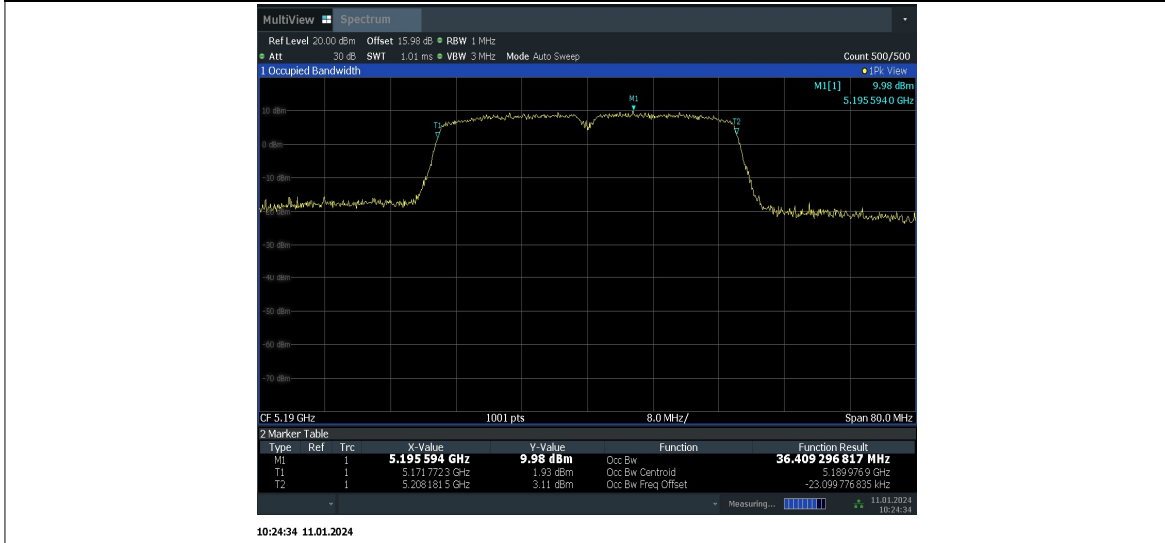 MultiView Spectrum
Ref Level 20.00 dBm Offset 15.98 dB RBW 1 MHz
Att 30 dB SWT 1.01 ms VBW 3 MHz Mode Auto Sweep Count 500/500
1 Occupied Bandwidth 1Pk View
M1[1] 9.98 dBm
5.195 594 0 GHz
M1
10 dBm
T1
T2
0 dBm
-10 dBm
-20 dBm
-30 dBm
-40 dBm
-50 dBm
-60 dBm
-70 dBm
CF 5.19 GHz 1001 pts 8.0 MHz/ Span 80.0 MHz
2 Marker Table
Type Ref Trc X-Value Y-Value Function Function Result
M1 1 5.195 594 GHz 9.98 dBm Occ Bw 36.409 296 817 MHz
T1 1 5.171 772 3 GHz 1.93 dBm Occ Bw Centroid 5.189 976 9 GHz
T2 1 5.208 181 5 GHz 3.11 dBm Occ Bw Freq Offset -23.099 776 835 kHz
Measuring... 11.01.2024
10:24:34
10:24:34 11.01.2024